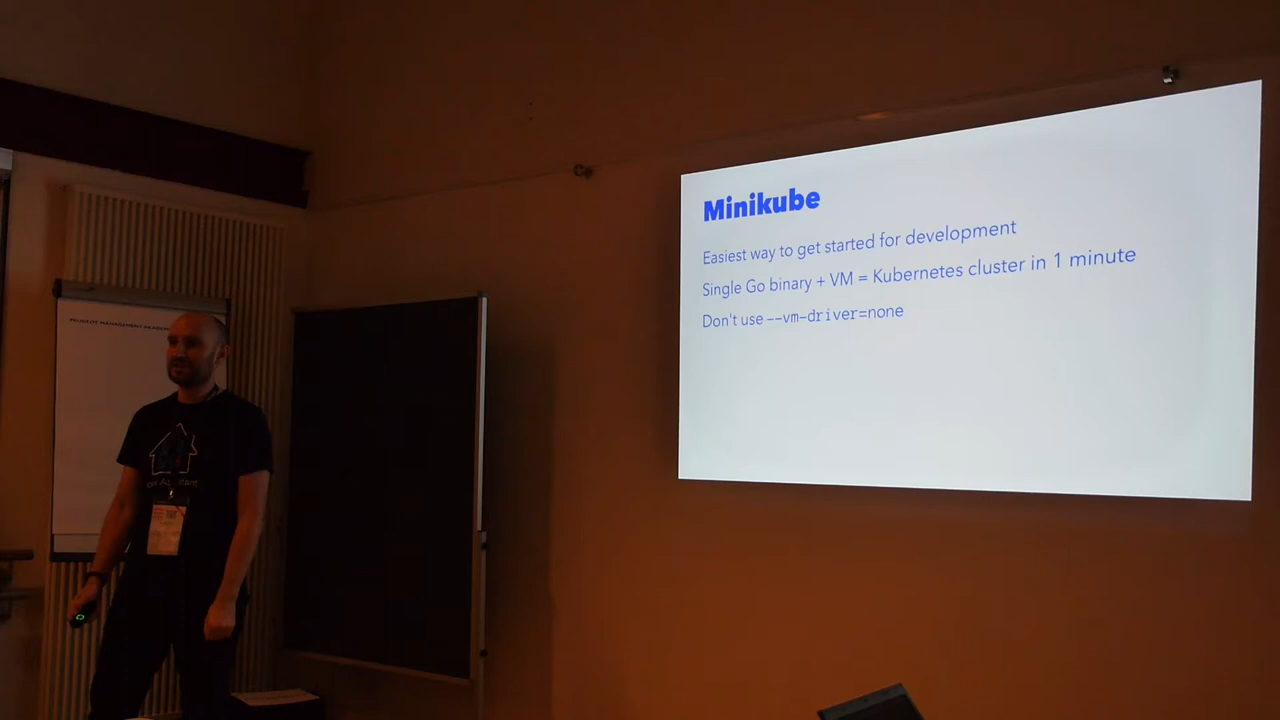 Minikube
Easiest way to get started for development
Single Go binary + VM = Kubernetes cluster in 1 minute
Don't use --vm-driver=none